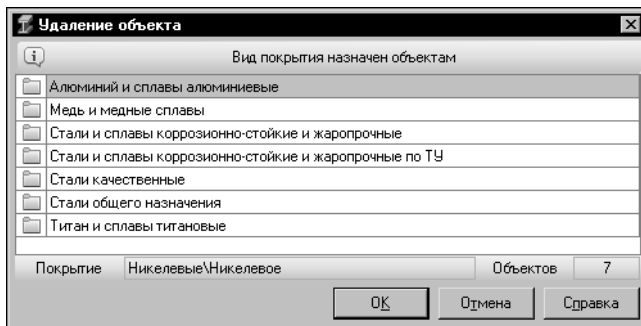 Удаление объекта
Вид покрытия назначен объектам
Алюминий и сплавы алюминиевые
Медь и медные сплавы
Стали и сплавы коррозионно-стойкие и жаропрочные
Стали и сплавы коррозионно-стойкие и жаропрочные по ТУ
Стали качественные
Стали общего назначения
Титан и сплавы титановые
Покрытие Никелевые\Никелевое Объектов 7
OK Отмена Справка